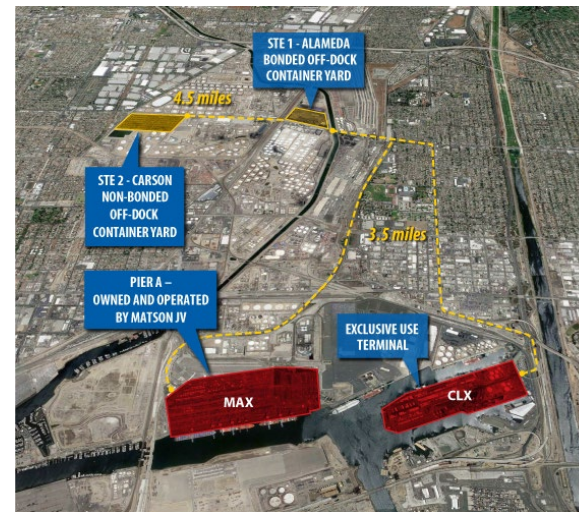 STE 1 - ALAMEDA
BONDED OFF-DOCK
CONTAINER YARD
4.5 miles
STE 2 - CARSON
NON-BONDED
OFF-DOCK
CONTAINER YARD
3.5 miles
PIER A –
OWNED AND OPERATED
BY MATSON JV
EXCLUSIVE USE
TERMINAL
MAX
CLX